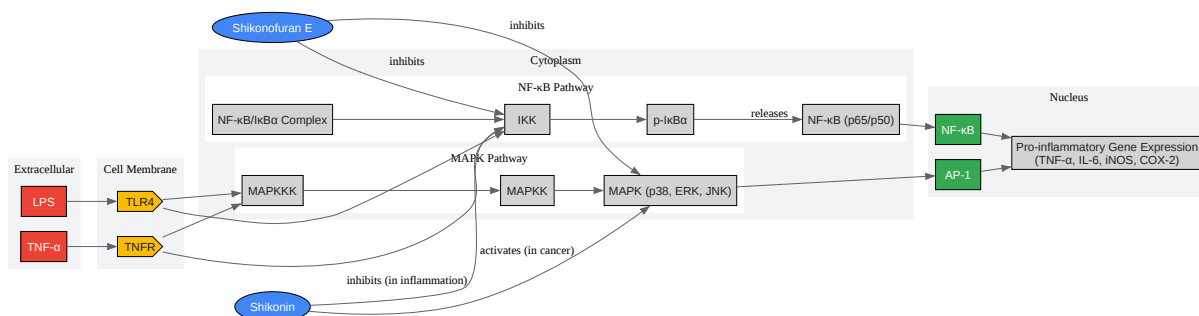 Shikonofuran E
inhibits
inhibits
Cytoplasm
NF-κB Pathway
NF-κB/IκBα Complex
IKK
p-IκBα
releases
NF-κB (p65/p50)
Nucleus
NF-κB
AP-1
Pro-inflammatory Gene Expression
(TNF-α, IL-6, iNOS, COX-2)
Extracellular
LPS
TNF-α
Cell Membrane
TLR4
TNFR
MAPK Pathway
MAPKKK
MAPKK
MAPK (p38, ERK, JNK)
activates (in cancer)
inhibits (in inflammation)
Shikonin